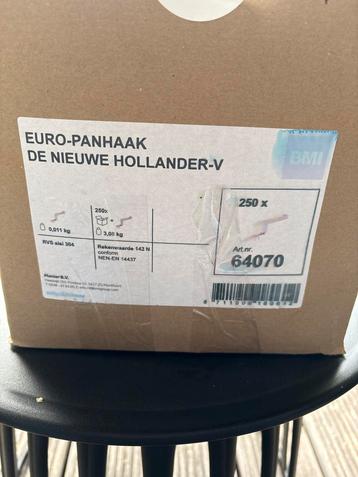 EURO-PANHAAK
DE NIEUWE HOLLANDER-V
BMI
250x
250 x
0,011 kg
3,08 kg
RVS aisi 304
Rekenwaarde 142 N
conform
NEN-EN 14437
Art.nr.
64070